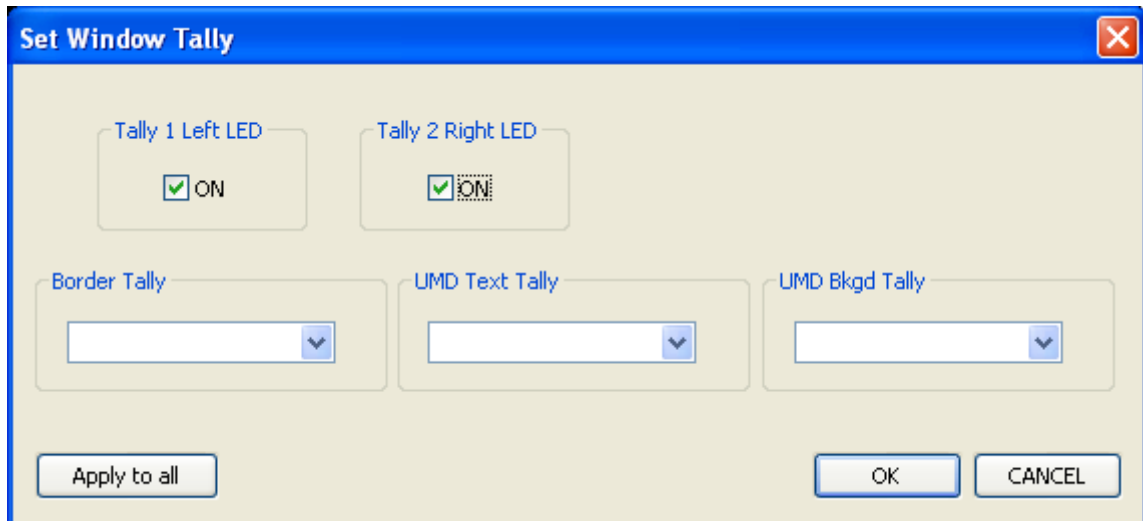 Set Window Tally
Tally 1 Left LED
Tally 2 Right LED
ON
ON
Border Tally
UMD Text Tally
UMD Bkgd Tally
Apply to all
OK
CANCEL